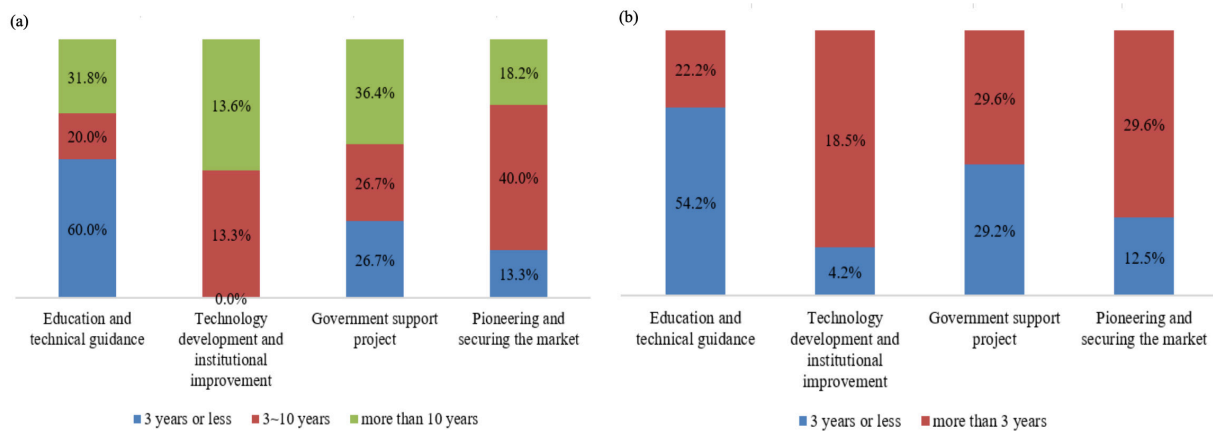 (a)
31.8%
20.0%
60.0%
13.6%
13.3%
0.0%
36.4%
26.7%
26.7%
18.2%
40.0%
13.3%
Education and
technical guidance
Technology
development and
institutional
improvement
Government support
project
Pioneering and
securing the market
3 years or less
3~10 years
more than 10 years
(b)
22.2%
54.2%
18.5%
4.2%
29.6%
29.2%
29.6%
12.5%
Education and
technical guidance
Technology
development and
institutional
improvement
Government support
project
Pioneering and
securing the market
3 years or less
more than 3 years